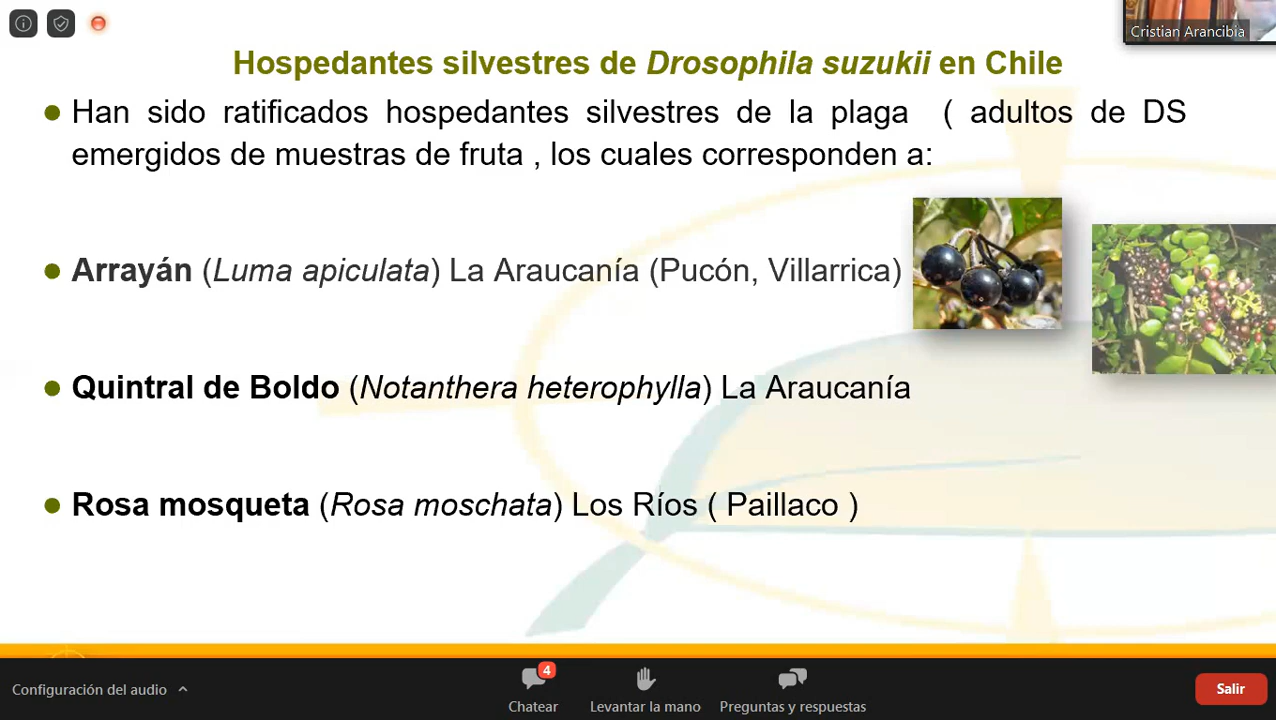 Cristian Arancibia
Hospedantes silvestres de Drosophila suzukii en Chile
Han sido ratificados hospedantes silvestres de la plaga ( adultos de DS
emergidos de muestras de fruta , los cuales corresponden a:
Arrayán (Luma apiculata) La Araucanía (Pucón, Villarrica)
Quintral de Boldo (Notanthera heterophylla) La Araucanía
Rosa mosqueta (Rosa moschata) Los Ríos ( Paillaco )
Configuración del audio
4
Chatear
Levantar la mano
Preguntas y respuestas
Salir